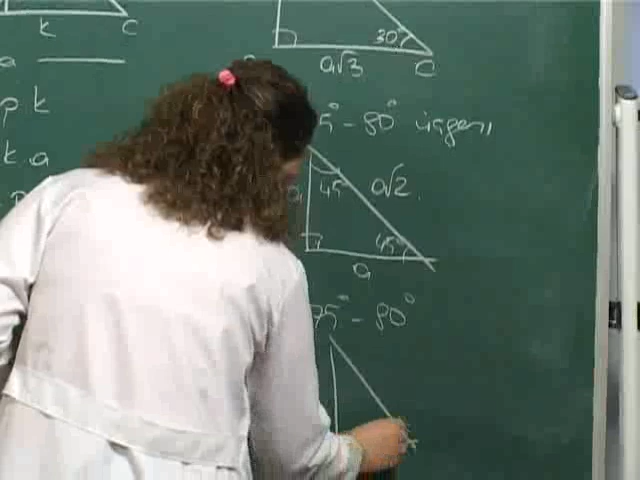 k C
a
p k
k.a
30°
a√3 C
5° - 90° üçgeni
45 a√2
a 45°
a
75° - 90°